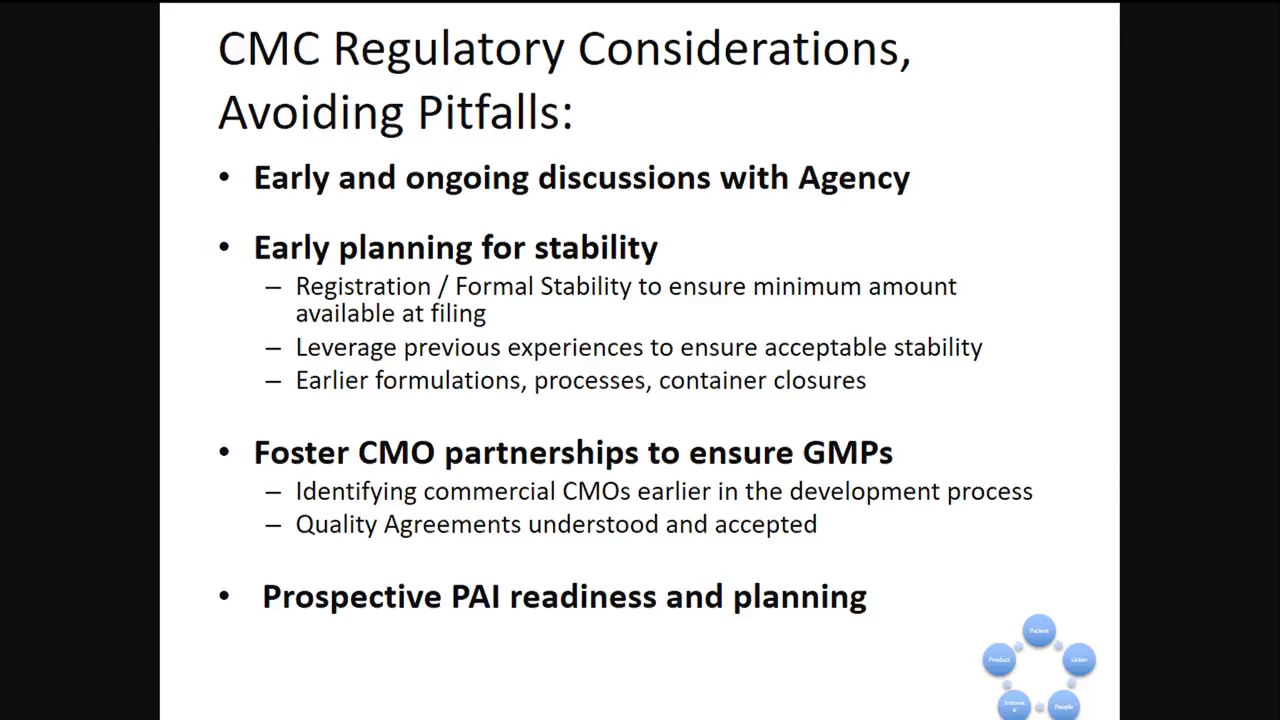 CMC Regulatory Considerations,
Avoiding Pitfalls:
• Early and ongoing discussions with Agency
• Early planning for stability
– Registration / Formal Stability to ensure minimum amount
available at filing
– Leverage previous experiences to ensure acceptable stability
– Earlier formulations, processes, container closures
• Foster CMO partnerships to ensure GMPs
– Identifying commercial CMOs earlier in the development process
– Quality Agreements understood and accepted
• Prospective PAI readiness and planning
Patient
Product
People